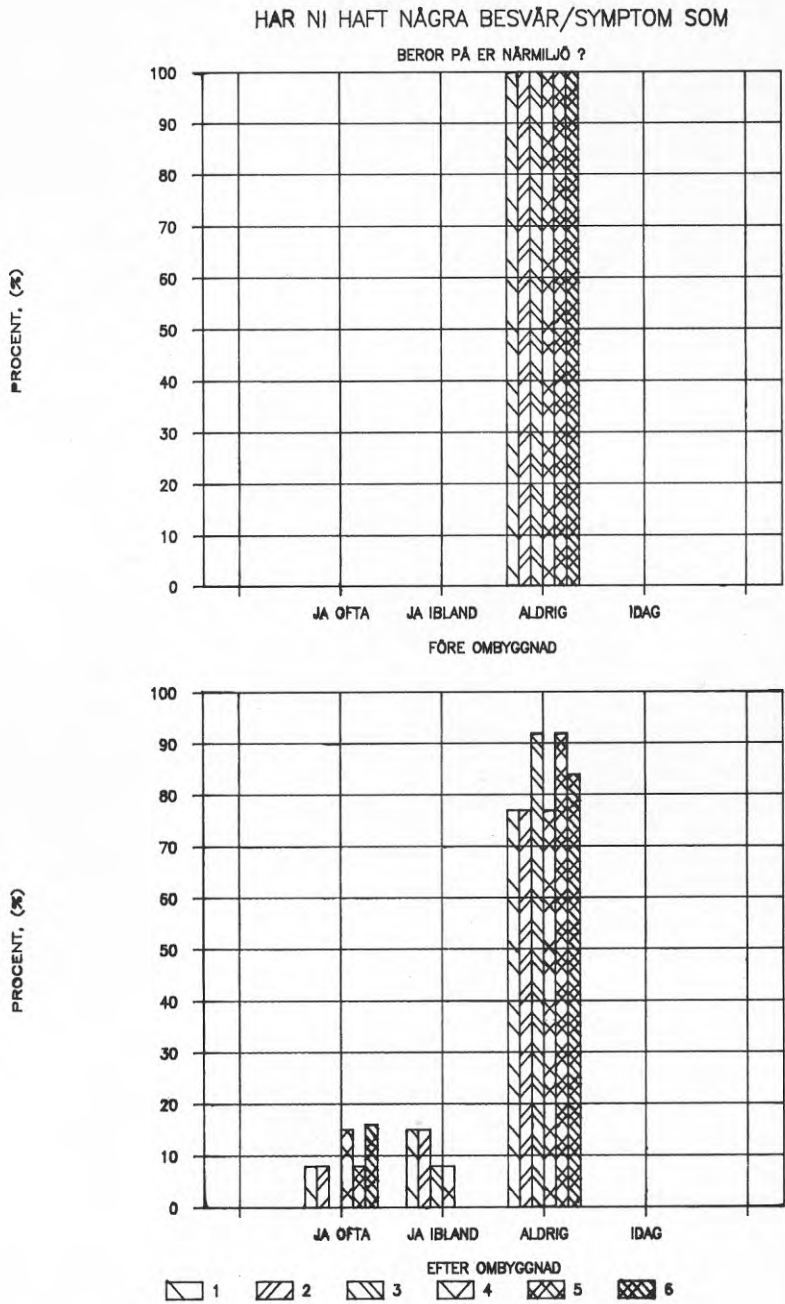 HAR NI HAFT NÅGRA BESVÄR/SYMPTOM SOM
BEROR PÅ ER NÄRMILJÖ ?
PROCENT, (%)
100
90
80
70
60
50
40
30
20
10
0
JA OFTA JA IBLAND ALDRIG IDAG
FÖRE OMBYGGNAD
PROCENT, (%)
100
90
80
70
60
50
40
30
20
10
0
JA OFTA JA IBLAND ALDRIG IDAG
EFTER OMBYGGNAD
1 2 3 4 5 6